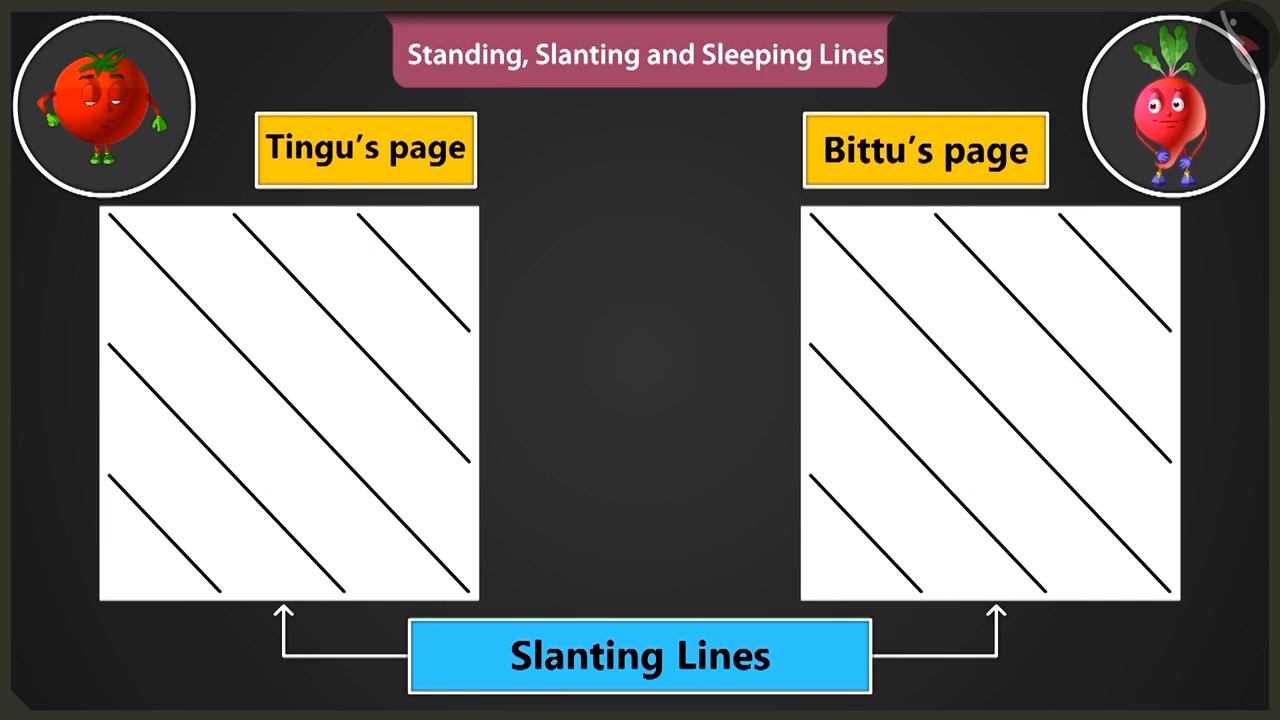 Standing, Slanting and Sleeping Lines
Tingu's page
Bittu's page
Slanting Lines